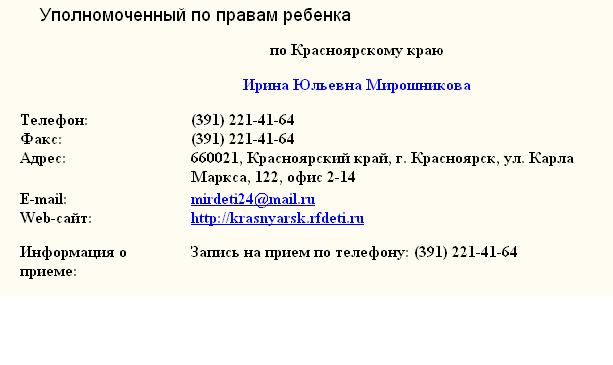 Уполномоченный по правам ребенка
по Красноярскому краю
Ирина Юльевна Мирошникова
Телефон: (391) 221-41-64
Факс: (391) 221-41-64
Адрес: 660021, Красноярский край, г. Красноярск, ул. Карла
Маркса, 122, офис 2-14
E-mail: mirdeti24@mail.ru
Web-сайт: http://krasnyarsk.rfdeti.ru
Информация о Запись на прием по телефону: (391) 221-41-64
приеме: